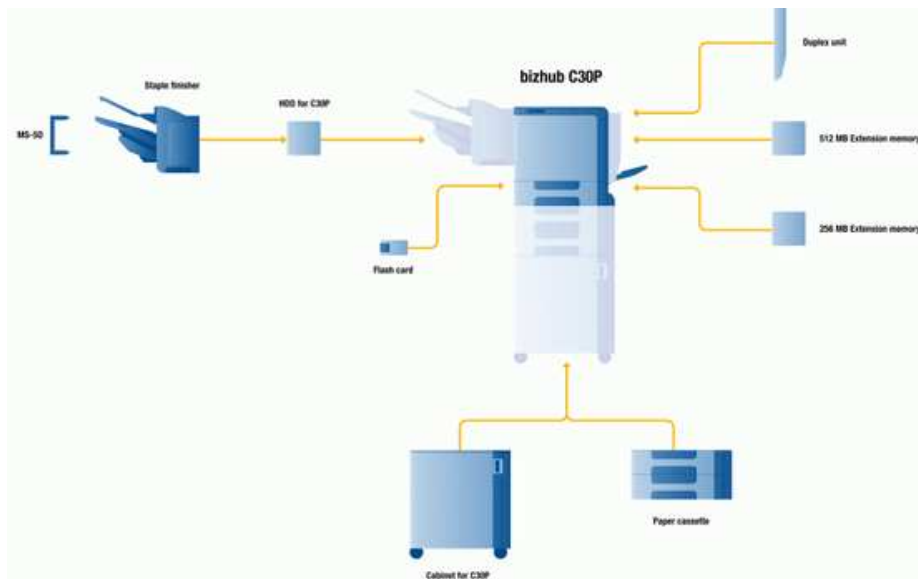 Duplex unit
bizhub C30P
Staple finisher
HDD for C30P
MS-5D
512 MB Extension memory
256 MB Extension memory
Flash card
Paper cassette
Cabinet for C30P